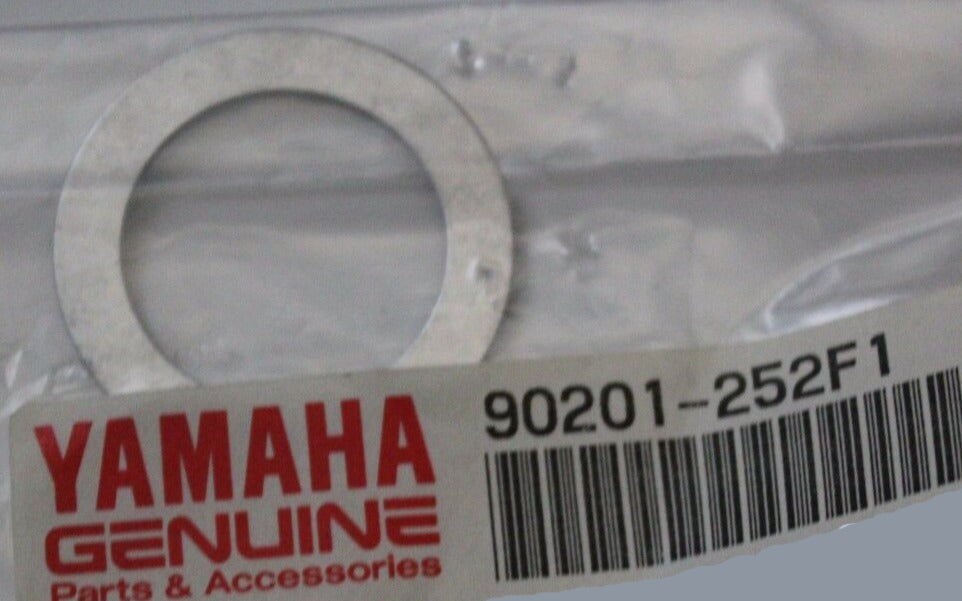 YAMAHA
GENUINE
Parts & Accessories
90201-252F1